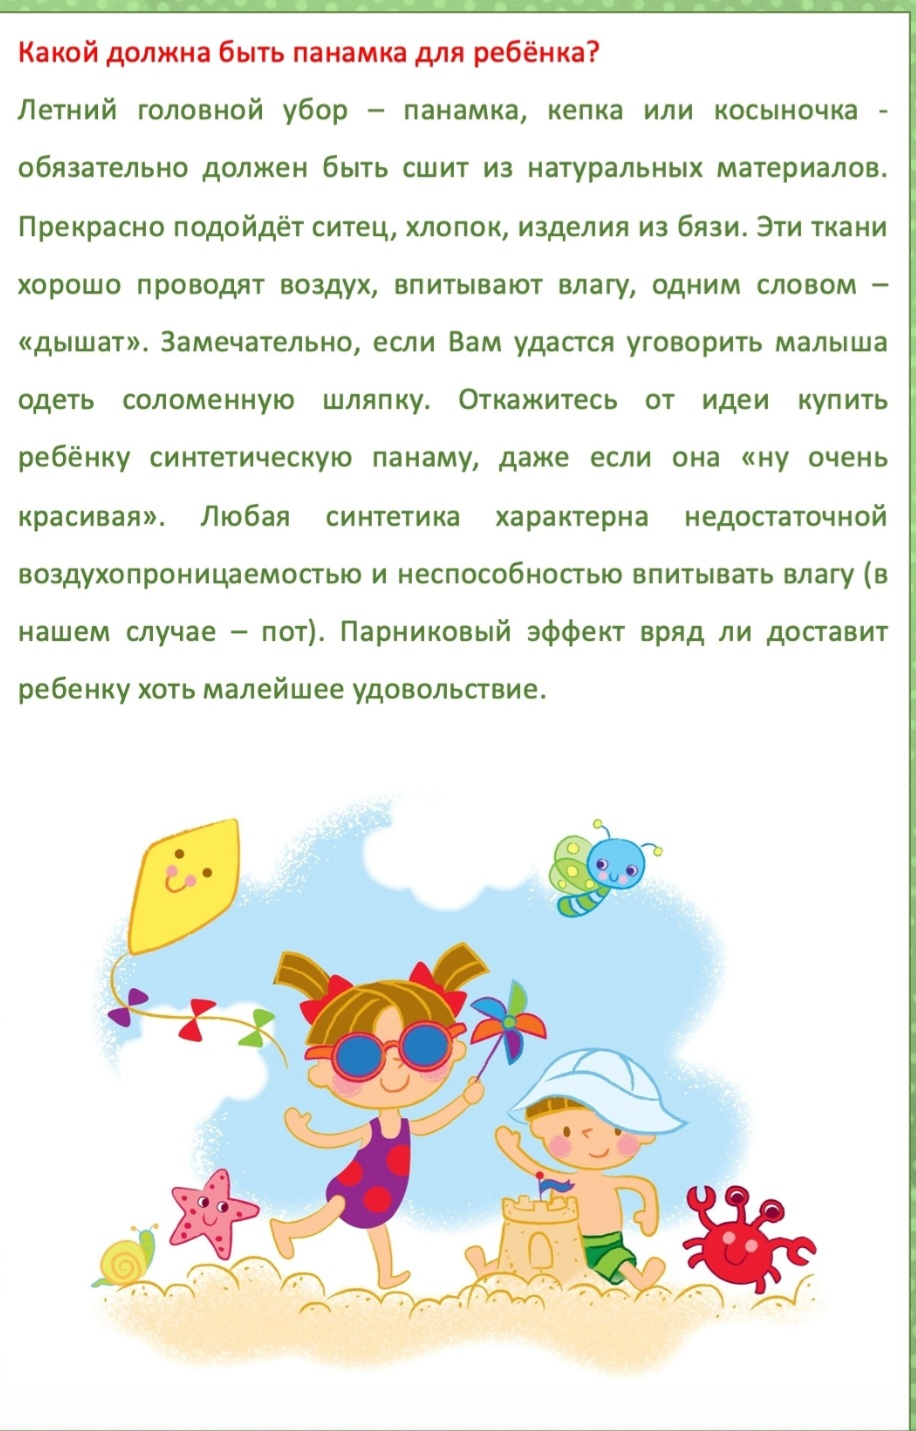 Какой должна быть панамка для ребёнка?
Летний головной убор – панамка, кепка или косыночка -
обязательно должен быть сшит из натуральных материалов.
Прекрасно подойдёт ситец, хлопок, изделия из бязи. Эти ткани
хорошо проводят воздух, впитывают влагу, одним словом –
«дышат». Замечательно, если Вам удастся уговорить малыша
одеть соломенную шляпку. Откажитесь от идеи купить
ребёнку синтетическую панаму, даже если она «ну очень
красивая». Любая синтетика характерна недостаточной
воздухопроницаемостью и неспособностью впитывать влагу (в
нашем случае – пот). Парниковый эффект вряд ли доставит
ребенку хоть малейшее удовольствие.